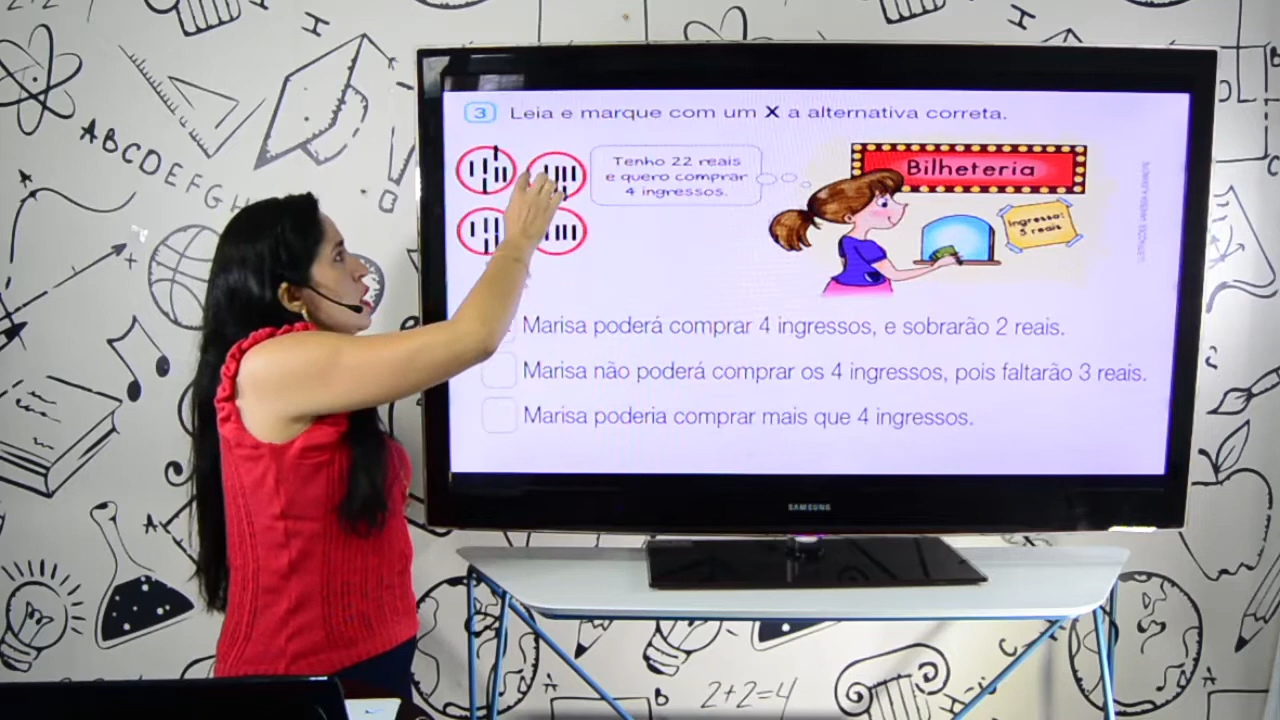 3 Leia e marque com um X a alternativa correta.
Tenho 22 reais
e quero comprar
4 ingressos.
Bilheteria
Ingresso:
5 reais
Marisa poderá comprar 4 ingressos, e sobrarão 2 reais.
Marisa não poderá comprar os 4 ingressos, pois faltarão 3 reais.
Marisa poderia comprar mais que 4 ingressos.
SAMSUNG
ABCDEFGH
H
A
A
B
2+2=4